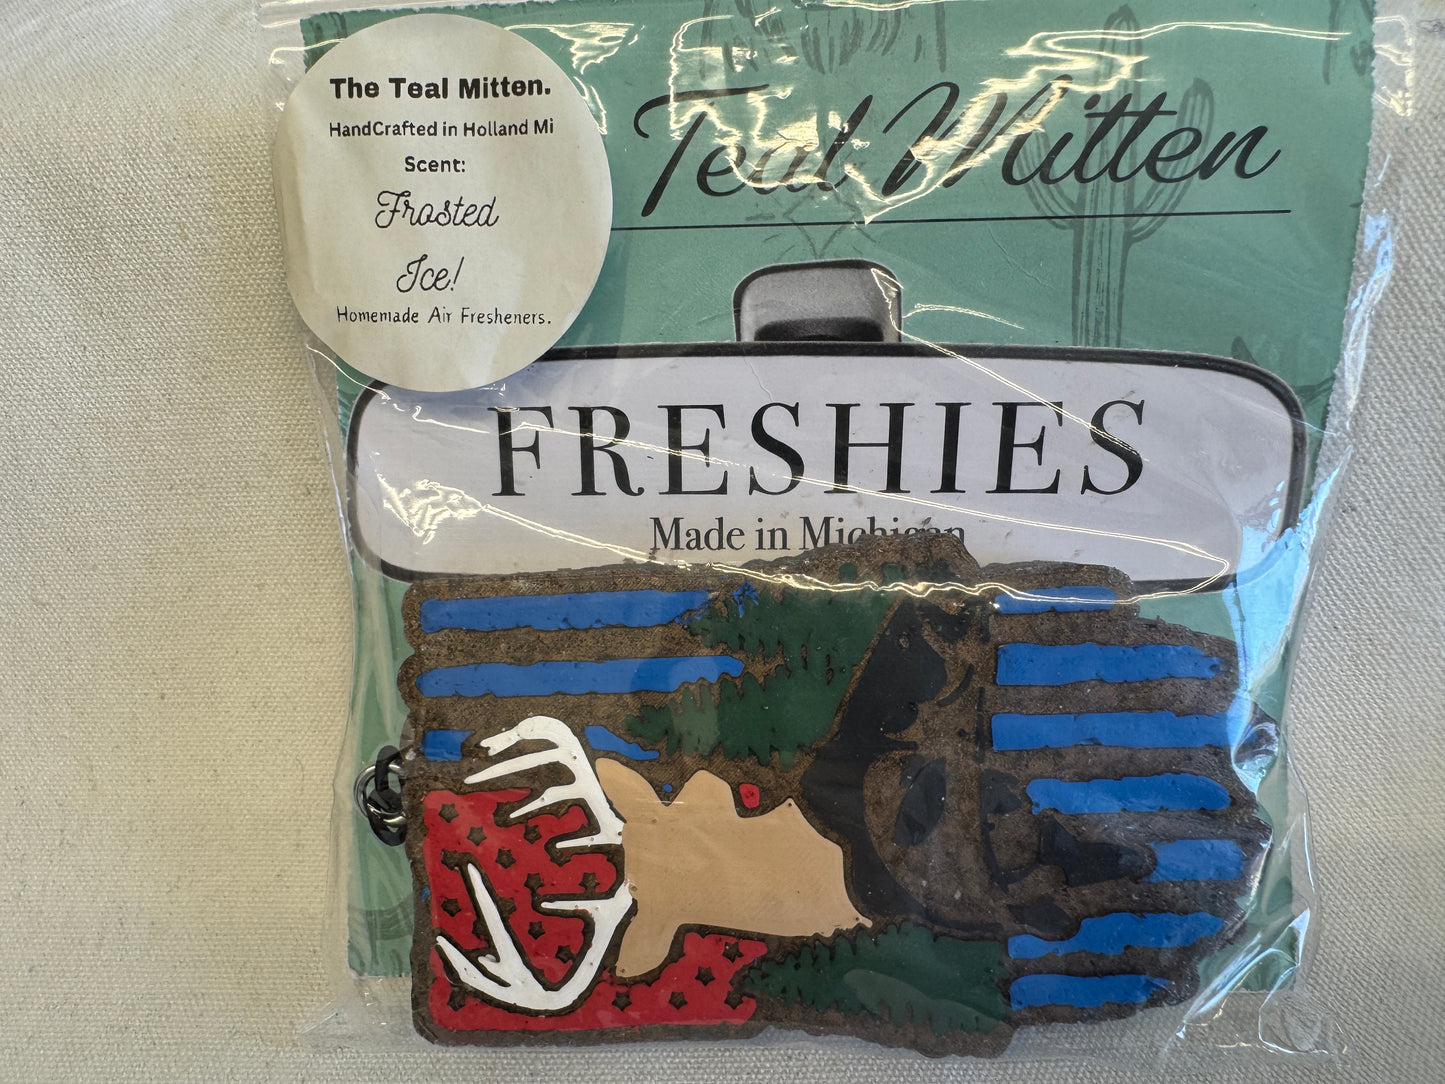 The Teal Mitten.
HandCrafted in Holland Mi
Scent:
Frosted
Ice!
Homemade Air Fresheners.
Teal Mitten
FRESHIES
Made in Michigan